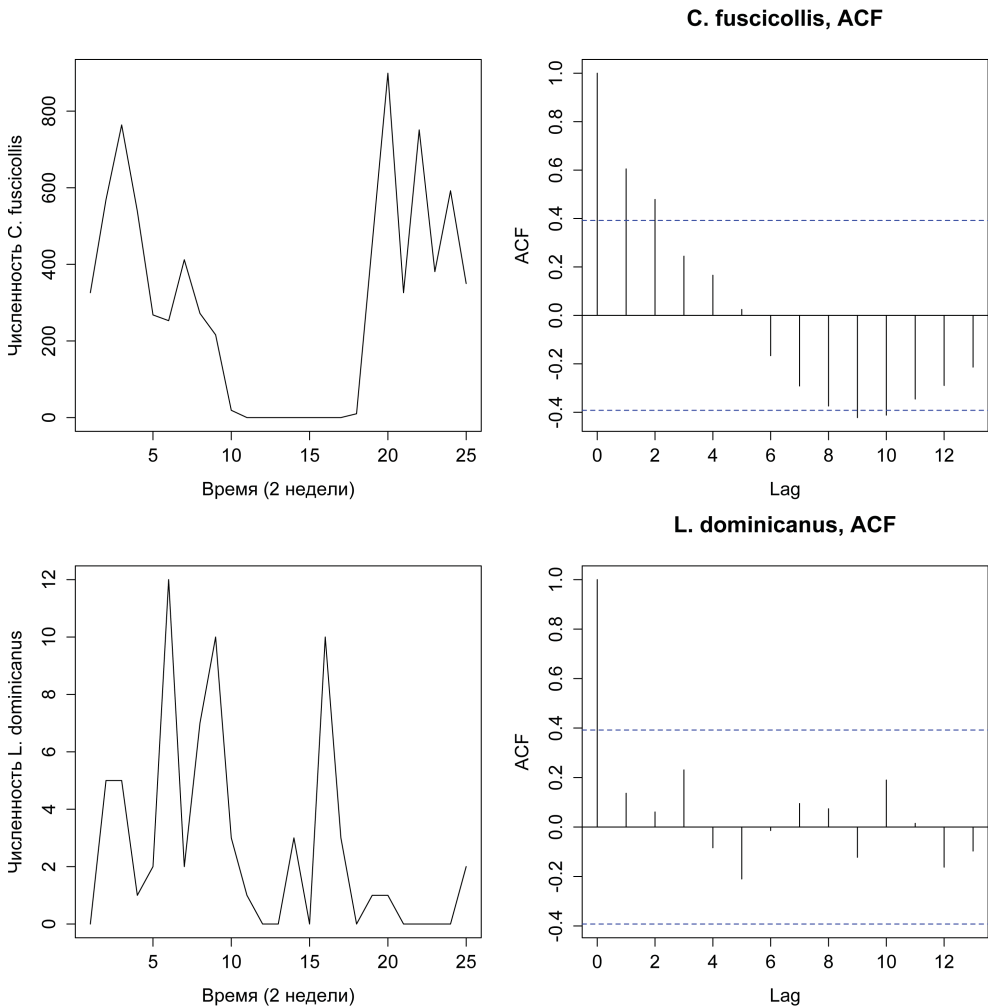 C. fuscicollis, ACF
Численность C. fuscicollis
0 200 400 600 800
5 10 15 20 25
Время (2 недели)
ACF
-0.4 -0.2 0.0 0.2 0.4 0.6 0.8 1.0
0 2 4 6 8 10 12
Lag
L. dominicanus, ACF
Численность L. dominicanus
0 2 4 6 8 10 12
5 10 15 20 25
Время (2 недели)
ACF
-0.4 -0.2 0.0 0.2 0.4 0.6 0.8 1.0
0 2 4 6 8 10 12
Lag